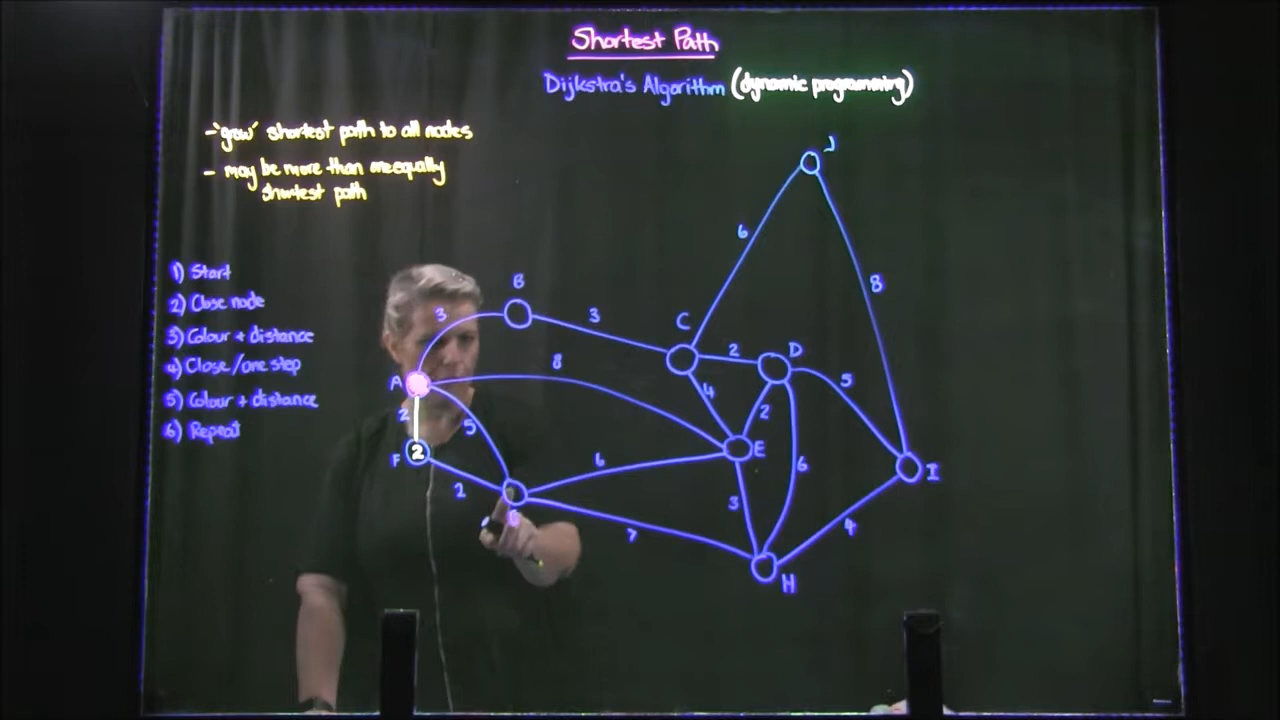 Shortest Path
Dijkstra's Algorithm (dynamic programming)
- 'grow' shortest path to all nodes
- may be more than one equally
shortest path
1) Start
2) Close node
3) Colour + distance
4) Close/one step
5) Colour + distance
6) Repeat
J
6
8
B
3
3
C
2
D
8
A
4
5
2
5
2
E
F
2
2
6
6
I
3
7
4
H